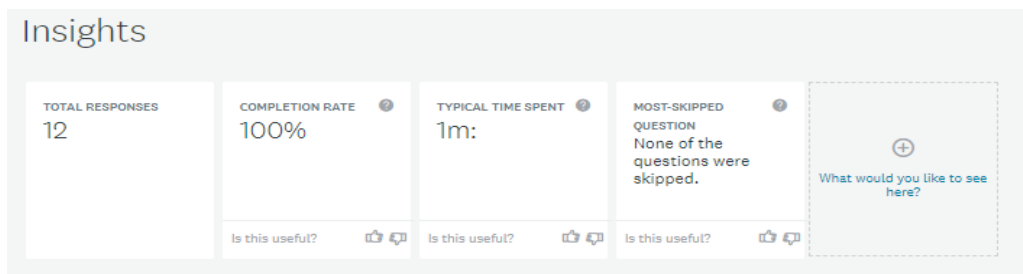 Insights
TOTAL RESPONSES
12
COMPLETION RATE
100%
Is this useful?
TYPICAL TIME SPENT
1m:
Is this useful?
MOST-SKIPPED
QUESTION
None of the
questions were
skipped.
Is this useful?
What would you like to see
here?